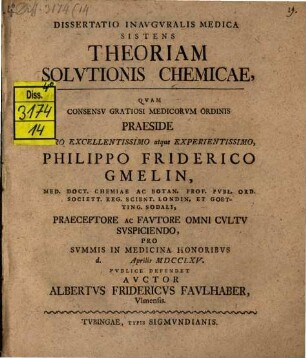 29.
DISSERTATIO INAVGVRALIS MEDICA
SISTENS
THEORIAM
SOLVTIONIS CHEMICAE,
QVAM
CONSENSV GRATIOSI MEDICORVM ORDINIS
PRAESIDE
EXCELLENTISSIMO atque EXPERIENTISSIMO,
PHILIPPO FRIDERICO
GMELIN,
MED. DOCT. CHEMIAE AC BOTAN. PROF. PVBL. ORD.
SOCIETT. REG. SCIENT. LONDIN. ET GOET-
TING. SODALI,
PRAECEPTORE AC FAVTORE OMNI CVLTV
SVSPICIENDO,
PRO
SVMMIS IN MEDICINA HONORIBVS
d. Aprilis MDCCLXV.
PVBLICE DEFENDET
AVCTOR
ALBERTVS FRIDERICVS FAVLHABER,
Vlmensis.
TVBINGAE, TYPIS SIGMVNDIANIS.
Diss.
3174
14